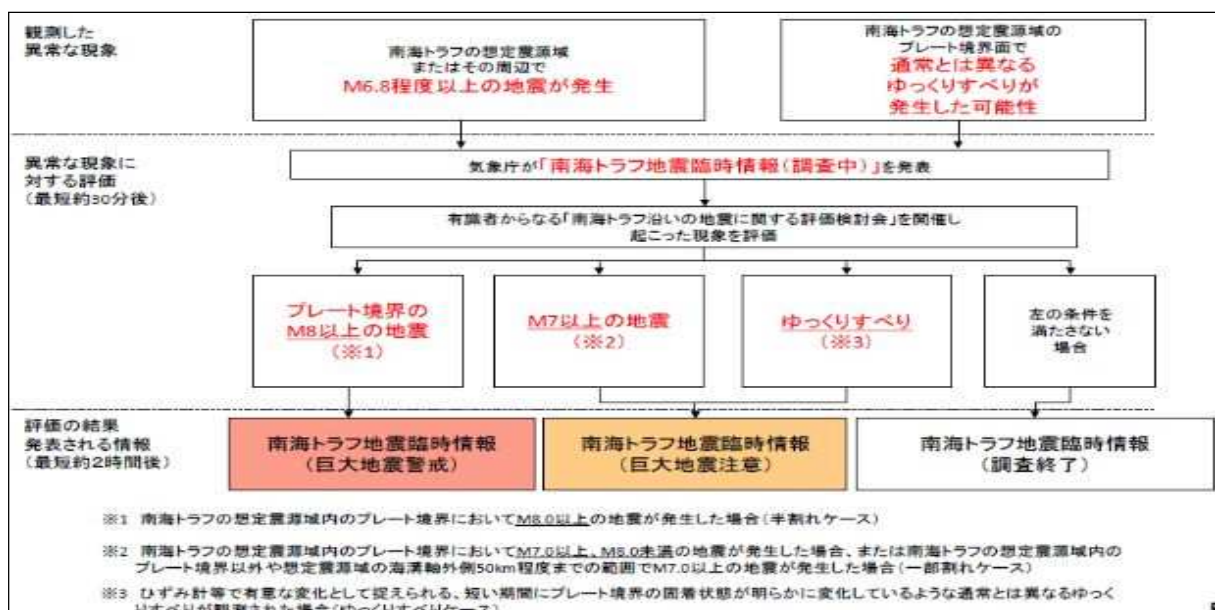 観測した
異常な現象
南海トラフの想定震源域
またはその周辺で
M6.8程度以上の地震が発生
南海トラフの想定震源域の
プレート境界面で
通常とは異なる
ゆっくりすべりが
発生した可能性
異常な現象に
対する評価
(最短約30分後)
気象庁が「南海トラフ地震臨時情報(調査中)」を発表
有識者からなる「南海トラフ沿いの地震に関する評価検討会」を開催し
起こった現象を評価
プレート境界の
M8以上の地震
(※1)
M7以上の地震
(※2)
ゆっくりすべり
(※3)
左の条件を
満たさない
場合
評価の結果
発表される情報
(最短約2時間後)
南海トラフ地震臨時情報
(巨大地震警戒)
南海トラフ地震臨時情報
(巨大地震注意)
南海トラフ地震臨時情報
(調査終了)
※1 南海トラフの想定震源域内のプレート境界においてM8.0以上の地震が発生した場合(半割れケース)
※2 南海トラフの想定震源域内のプレート境界においてM7.0以上、M8.0未満の地震が発生した場合、または南海トラフの想定震源域内の
プレート境界以外や想定震源域の海溝軸外側50km程度までの範囲でM7.0以上の地震が発生した場合(一部割れケース)
※3 ひずみ計等で有意な変化として捉えられる、短い期間にプレート境界の固着状態が明らかに変化しているような通常とは異なるゆっく
りすべりが観測された場合(ゆっくりすべりケース)